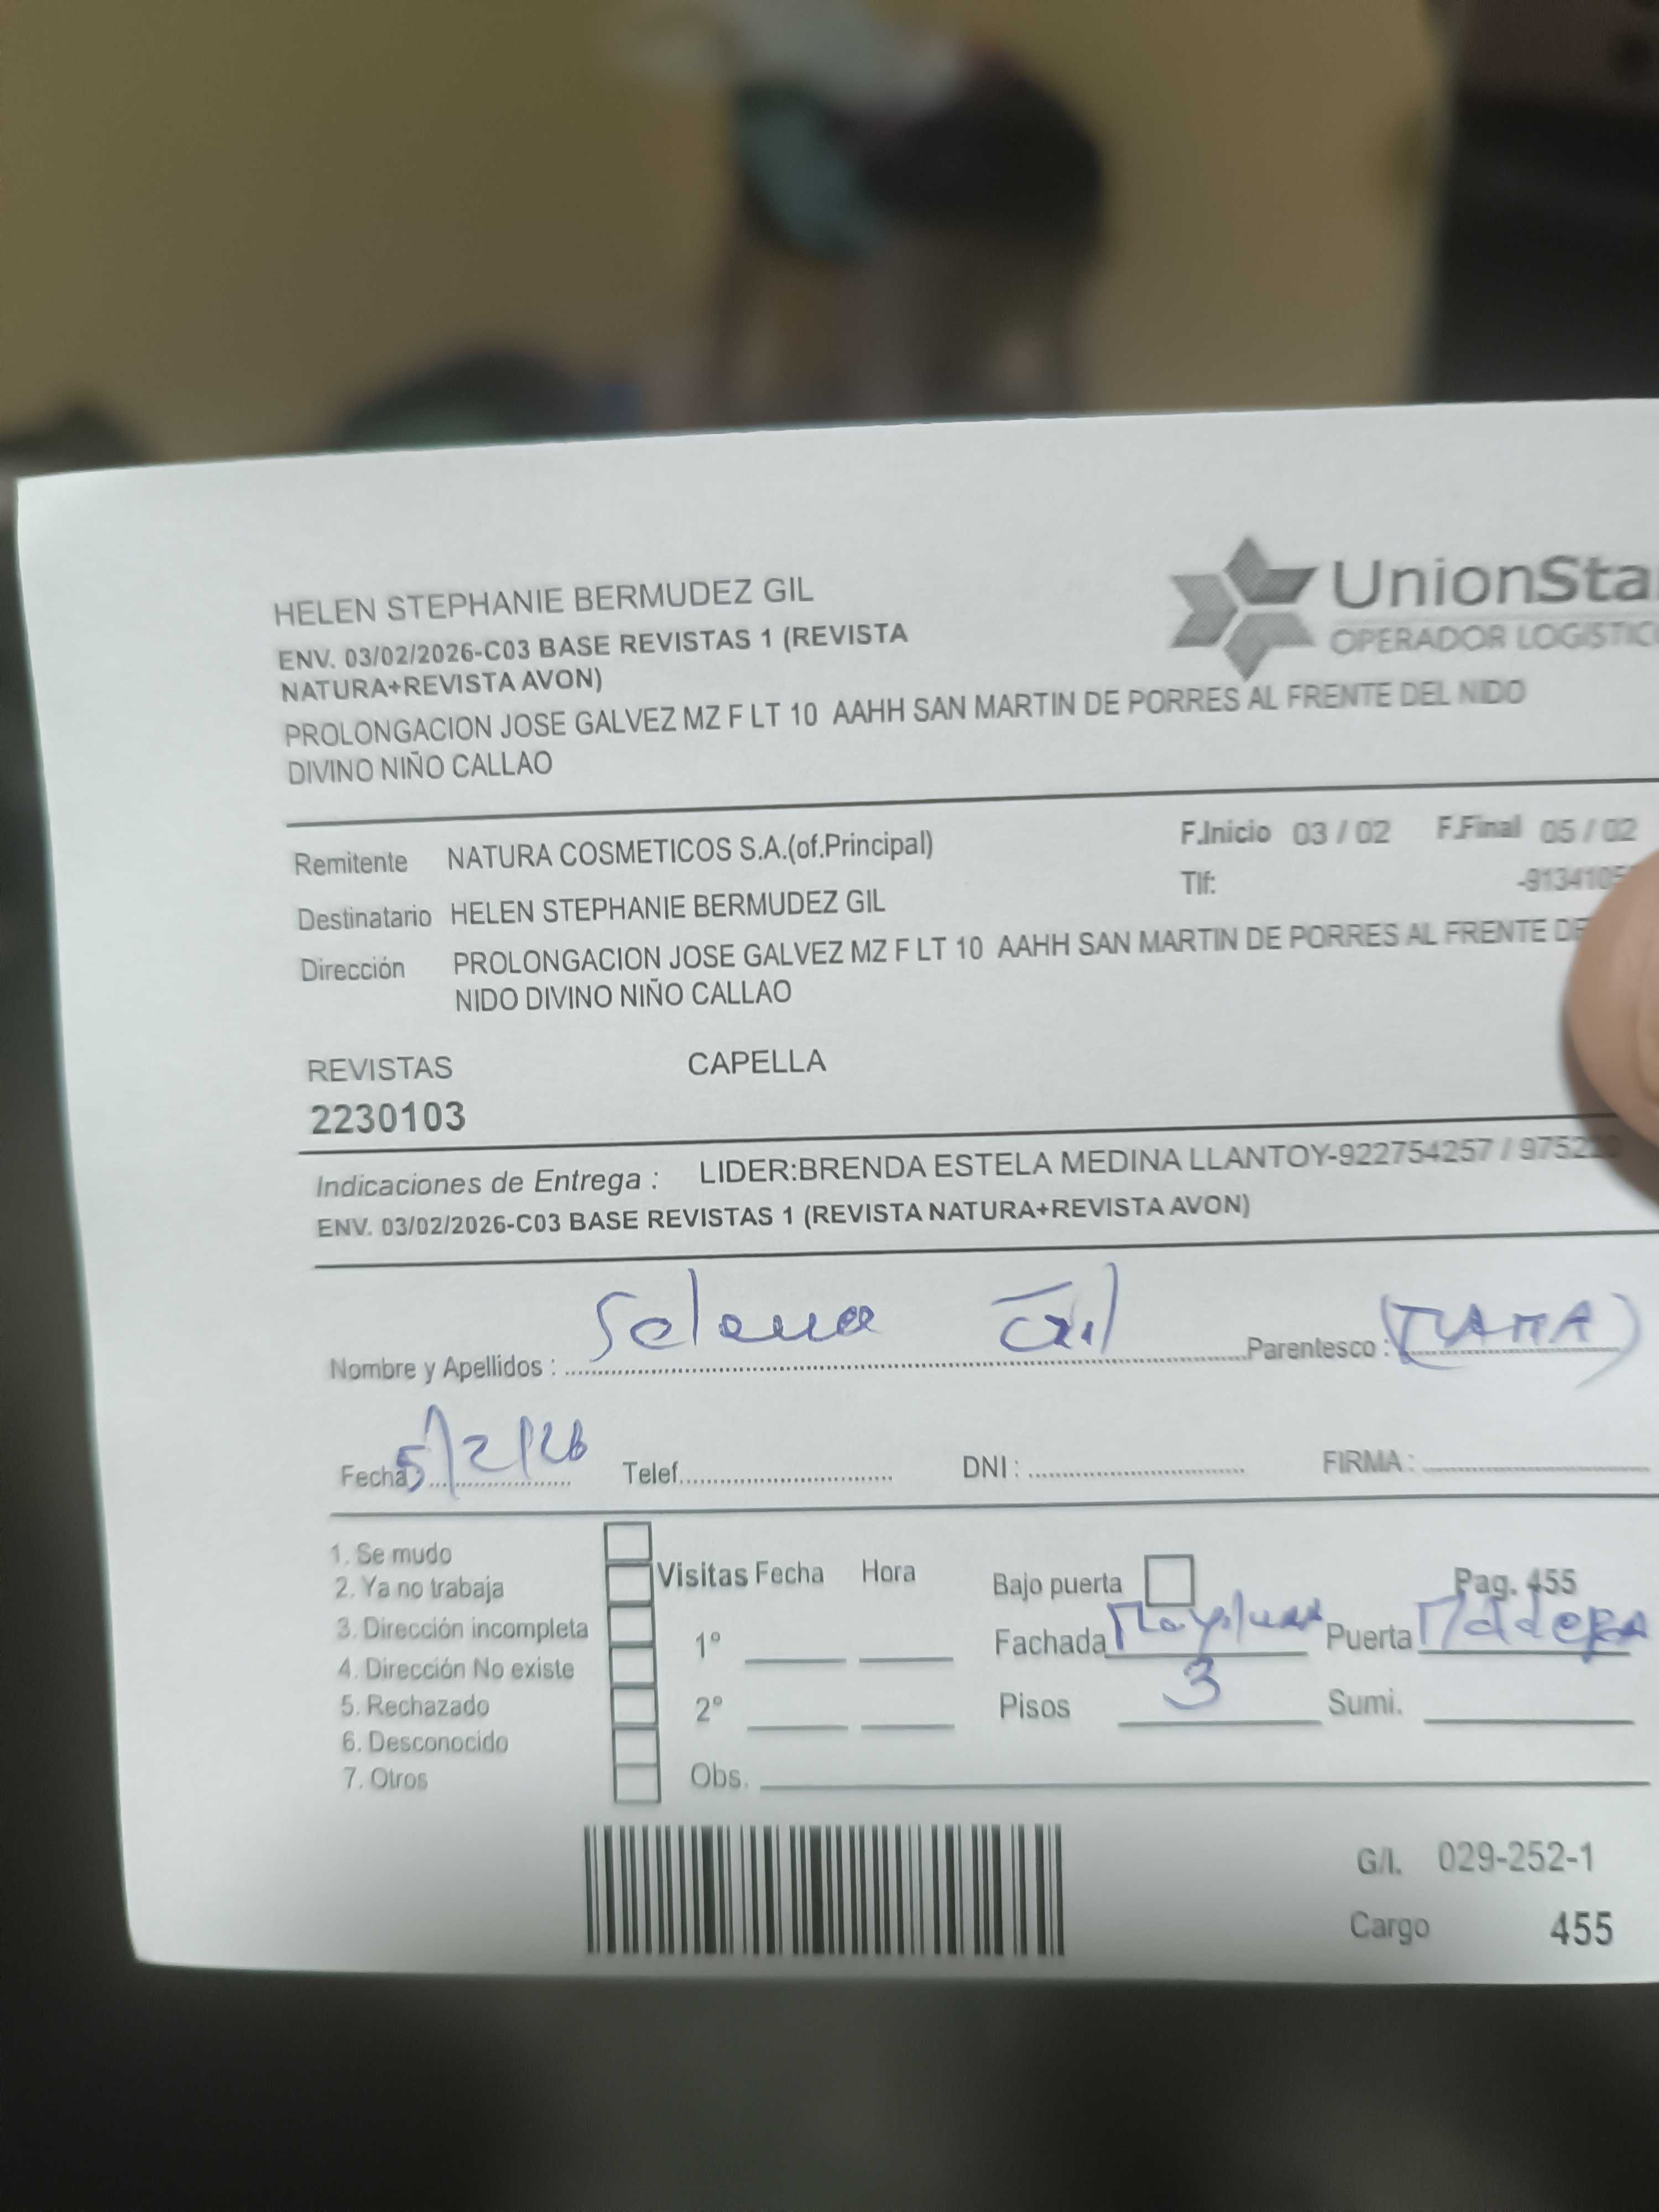 HELEN STEPHANIE BERMUDEZ GIL
ENV. 03/02/2026-C03 BASE REVISTAS 1 (REVISTA
NATURA+REVISTA AVON)
PROLONGACION JOSE GALVEZ MZ F LT 10 AAHH SAN MARTIN DE PORRES AL FRENTE DEL NIDO
DIVINO NIÑO CALLAO
UnionSta
OPERADOR LOGISTICO
Remitente NATURA COSMETICOS S.A.(of.Principal) F.Inicio 03 / 02 F.Final 05 / 02
Destinatario HELEN STEPHANIE BERMUDEZ GIL Tlf: -9134105
Dirección PROLONGACION JOSE GALVEZ MZ F LT 10 AAHH SAN MARTIN DE PORRES AL FRENTE DE
NIDO DIVINO NIÑO CALLAO
REVISTAS CAPELLA
2230103
Indicaciones de Entrega : LIDER:BRENDA ESTELA MEDINA LLANTOY-922754257 / 9752
ENV. 03/02/2026-C03 BASE REVISTAS 1 (REVISTA NATURA+REVISTA AVON)
Nombre y Apellidos : Gil Parentesco : (MAMA)
Fecha 5/2/26 Telef. DNI : FIRMA :
1. Se mudo
2. Ya no trabaja
3. Dirección incompleta
4. Dirección No existe
5. Rechazado
6. Desconocido
7. Otros
Visitas Fecha Hora
1º
2º
Obs.
Bajo puerta Pag. 455
Fachada Puerta Madera
Pisos 3 Sumi.
G/I. 029-252-1
Cargo 455